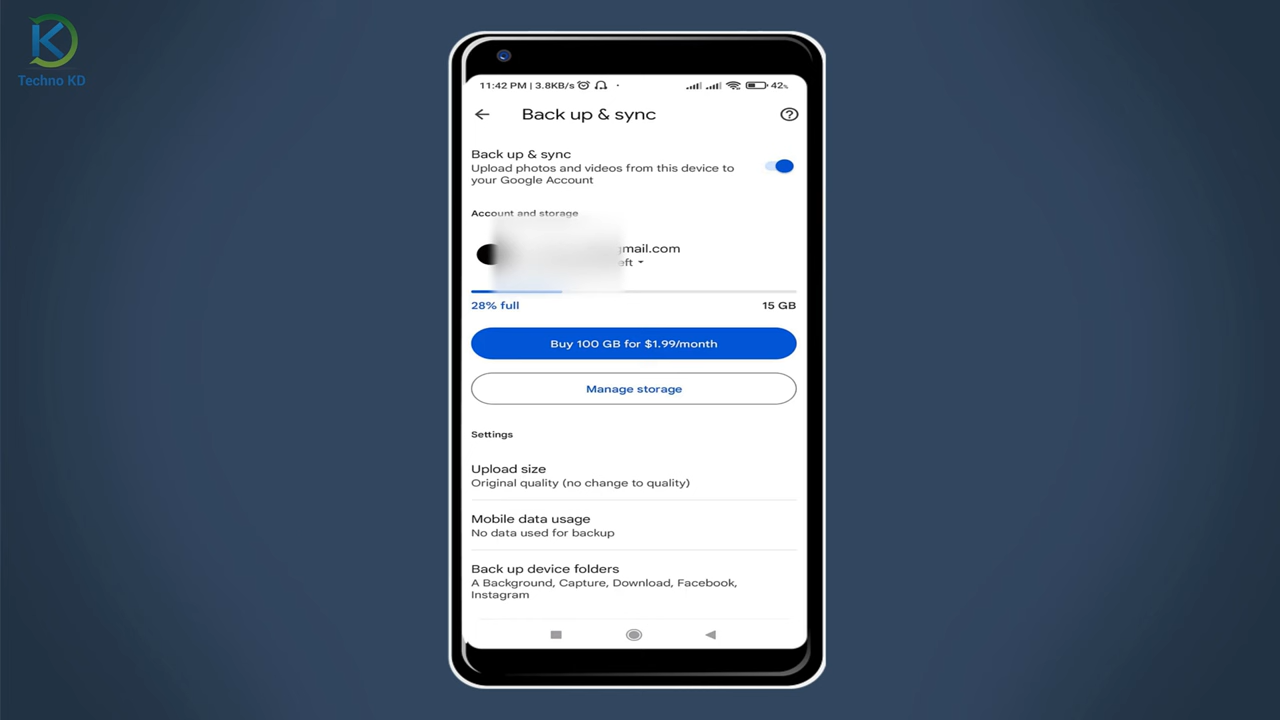 Techno KD
11:42 PM | 3.8KB/s
42%
Back up & sync
Back up & sync
Upload photos and videos from this device to
your Google Account
Account and storage
gmail.com
28% full
15 GB
Buy 100 GB for $1.99/month
Manage storage
Settings
Upload size
Original quality (no change to quality)
Mobile data usage
No data used for backup
Back up device folders
A Background, Capture, Download, Facebook,
Instagram